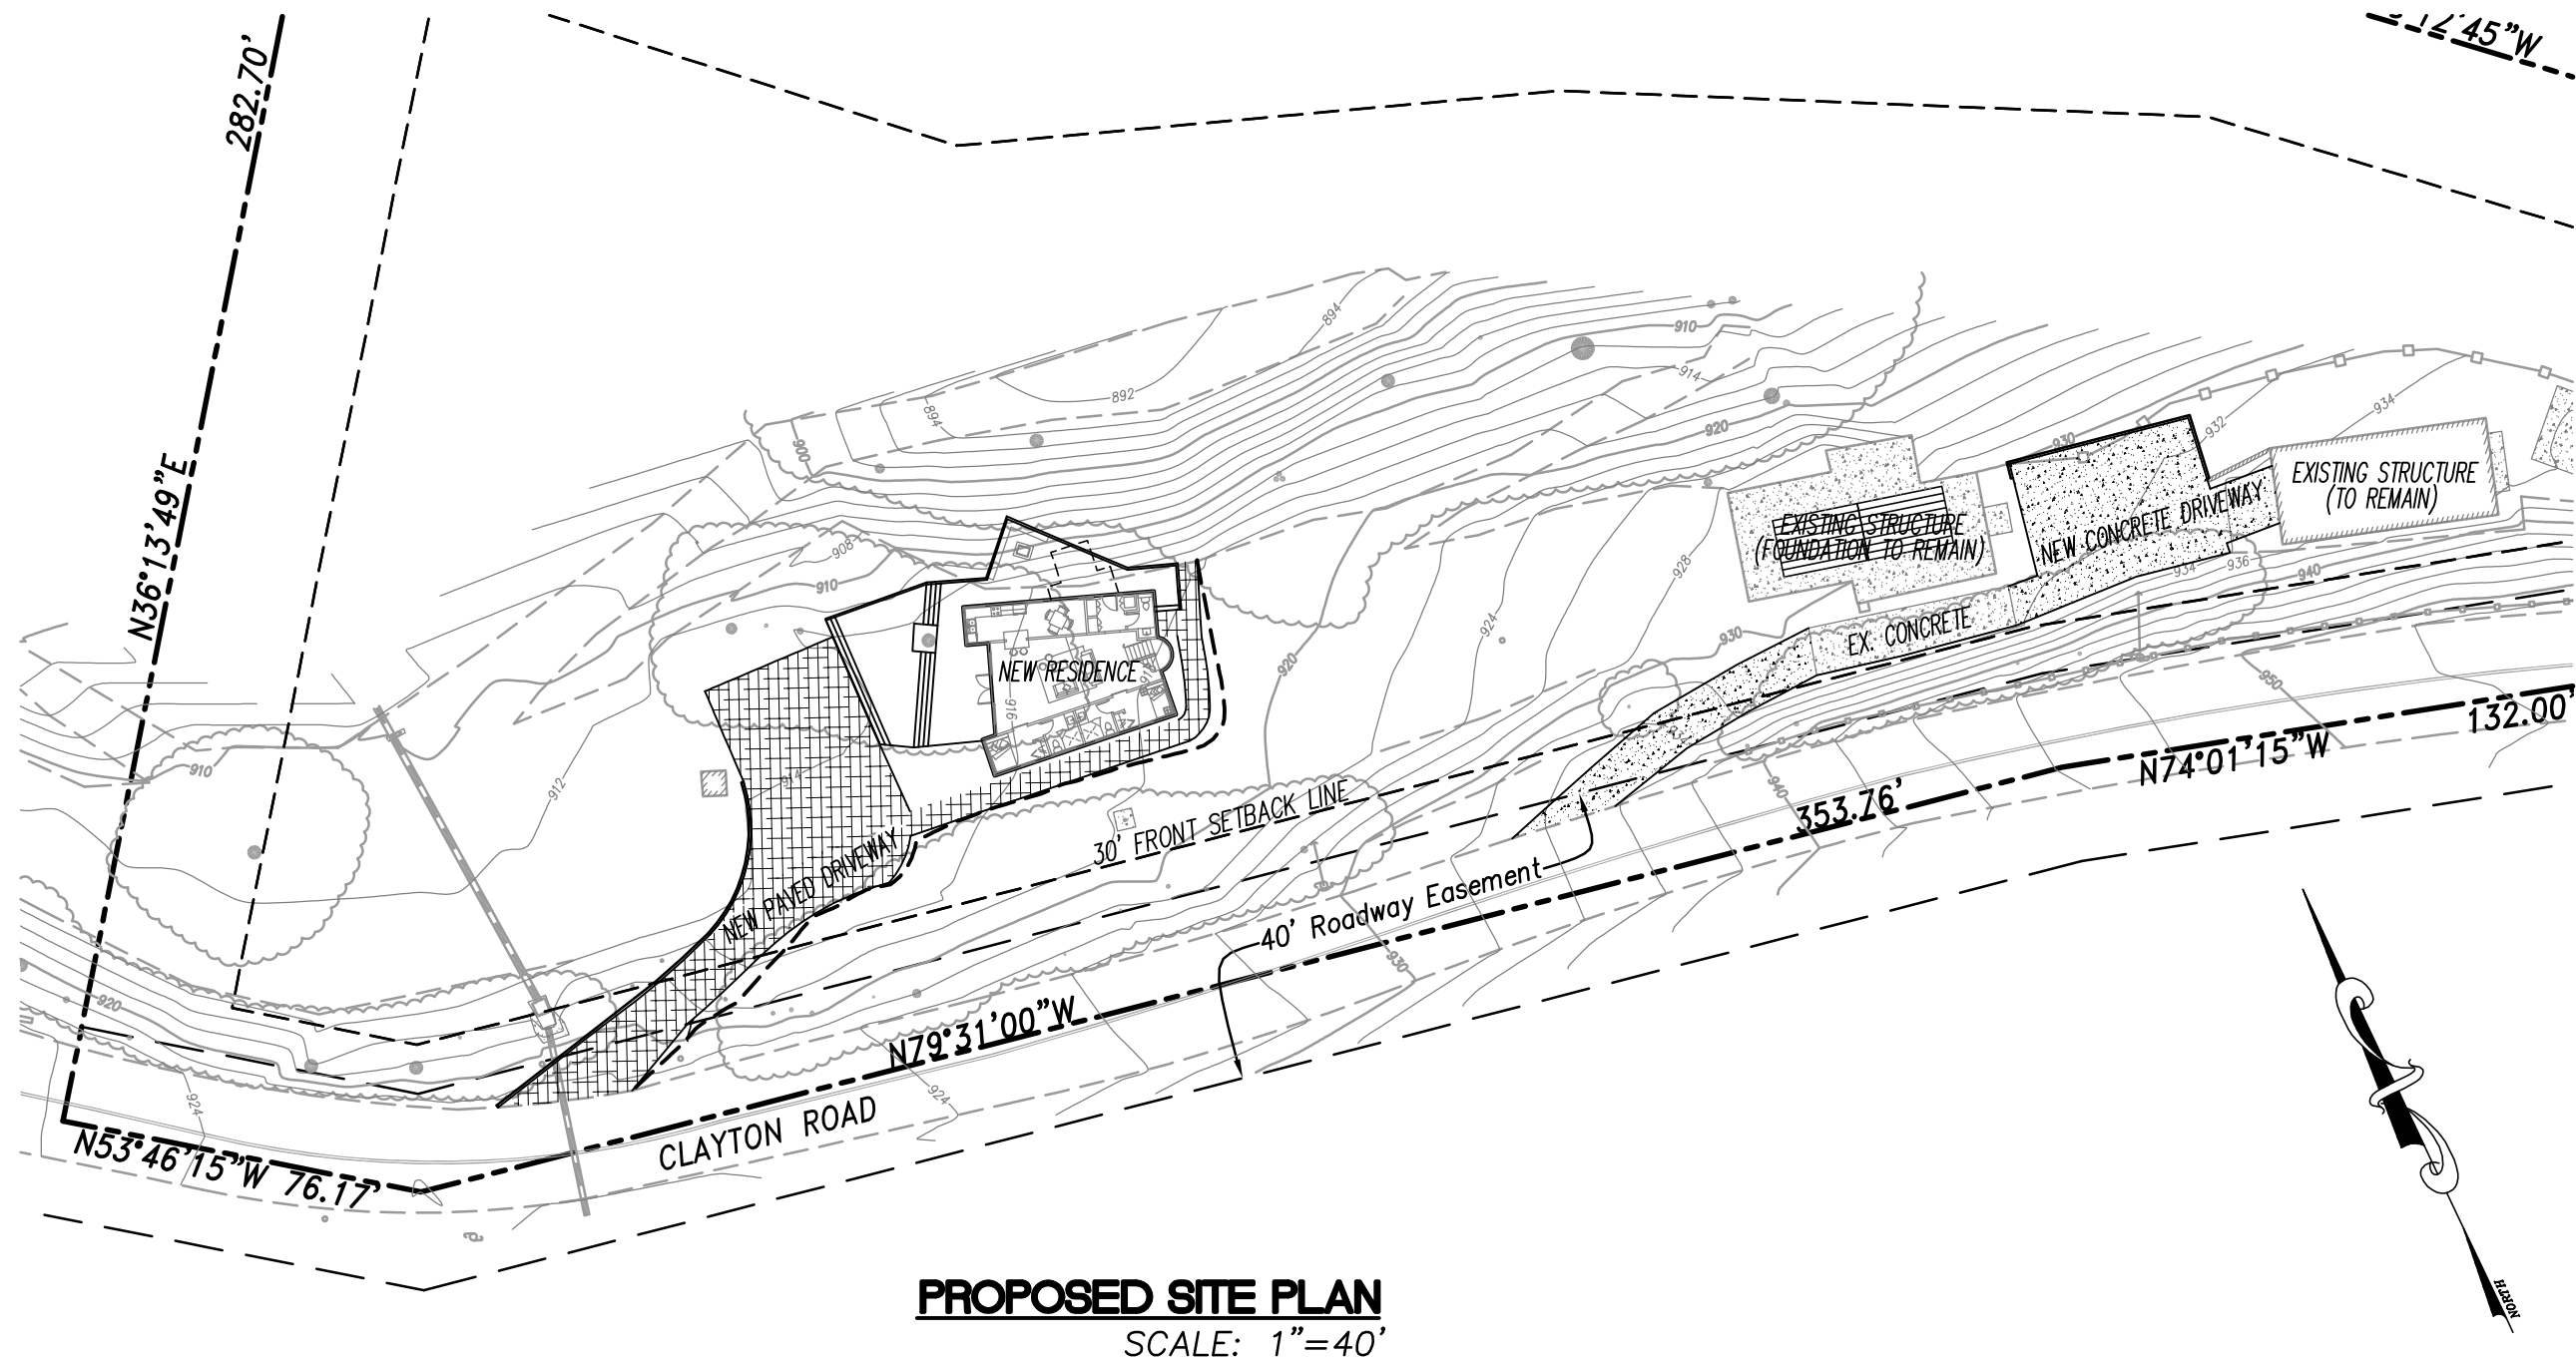 282.70'
12'45"W
N36°13'49"E
894
892
894
900
910
914
920
930
932
934
EXISTING STRUCTURE
(TO REMAIN)
EXISTING STRUCTURE
(FOUNDATION TO REMAIN)
NEW CONCRETE DRIVEWAY
908
910
928
924
934
936
940
EX. CONCRETE
930
920
NEW RESIDENCE
916
950
910
912
914
132.00'
N74°01'15"W
353.76'
940
30' FRONT SETBACK LINE
NEW PAVED DRIVEWAY
40' Roadway Easement
930
920
924
N79°31'00"W
924
CLAYTON ROAD
N53°46'15"W 76.17'
NORTH
PROPOSED SITE PLAN
SCALE: 1"=40'